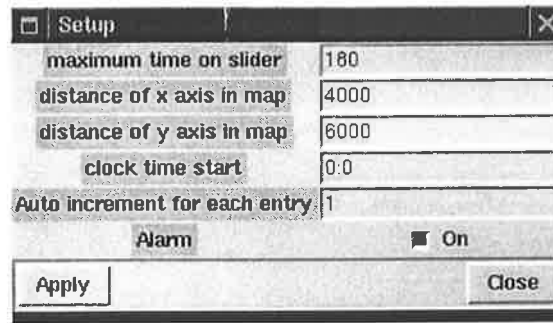 Setup
maximum time on slider 180
distance of x axis in map 4000
distance of y axis in map 6000
clock time start 0:0
Auto increment for each entry 1
Alarm On
Apply Close